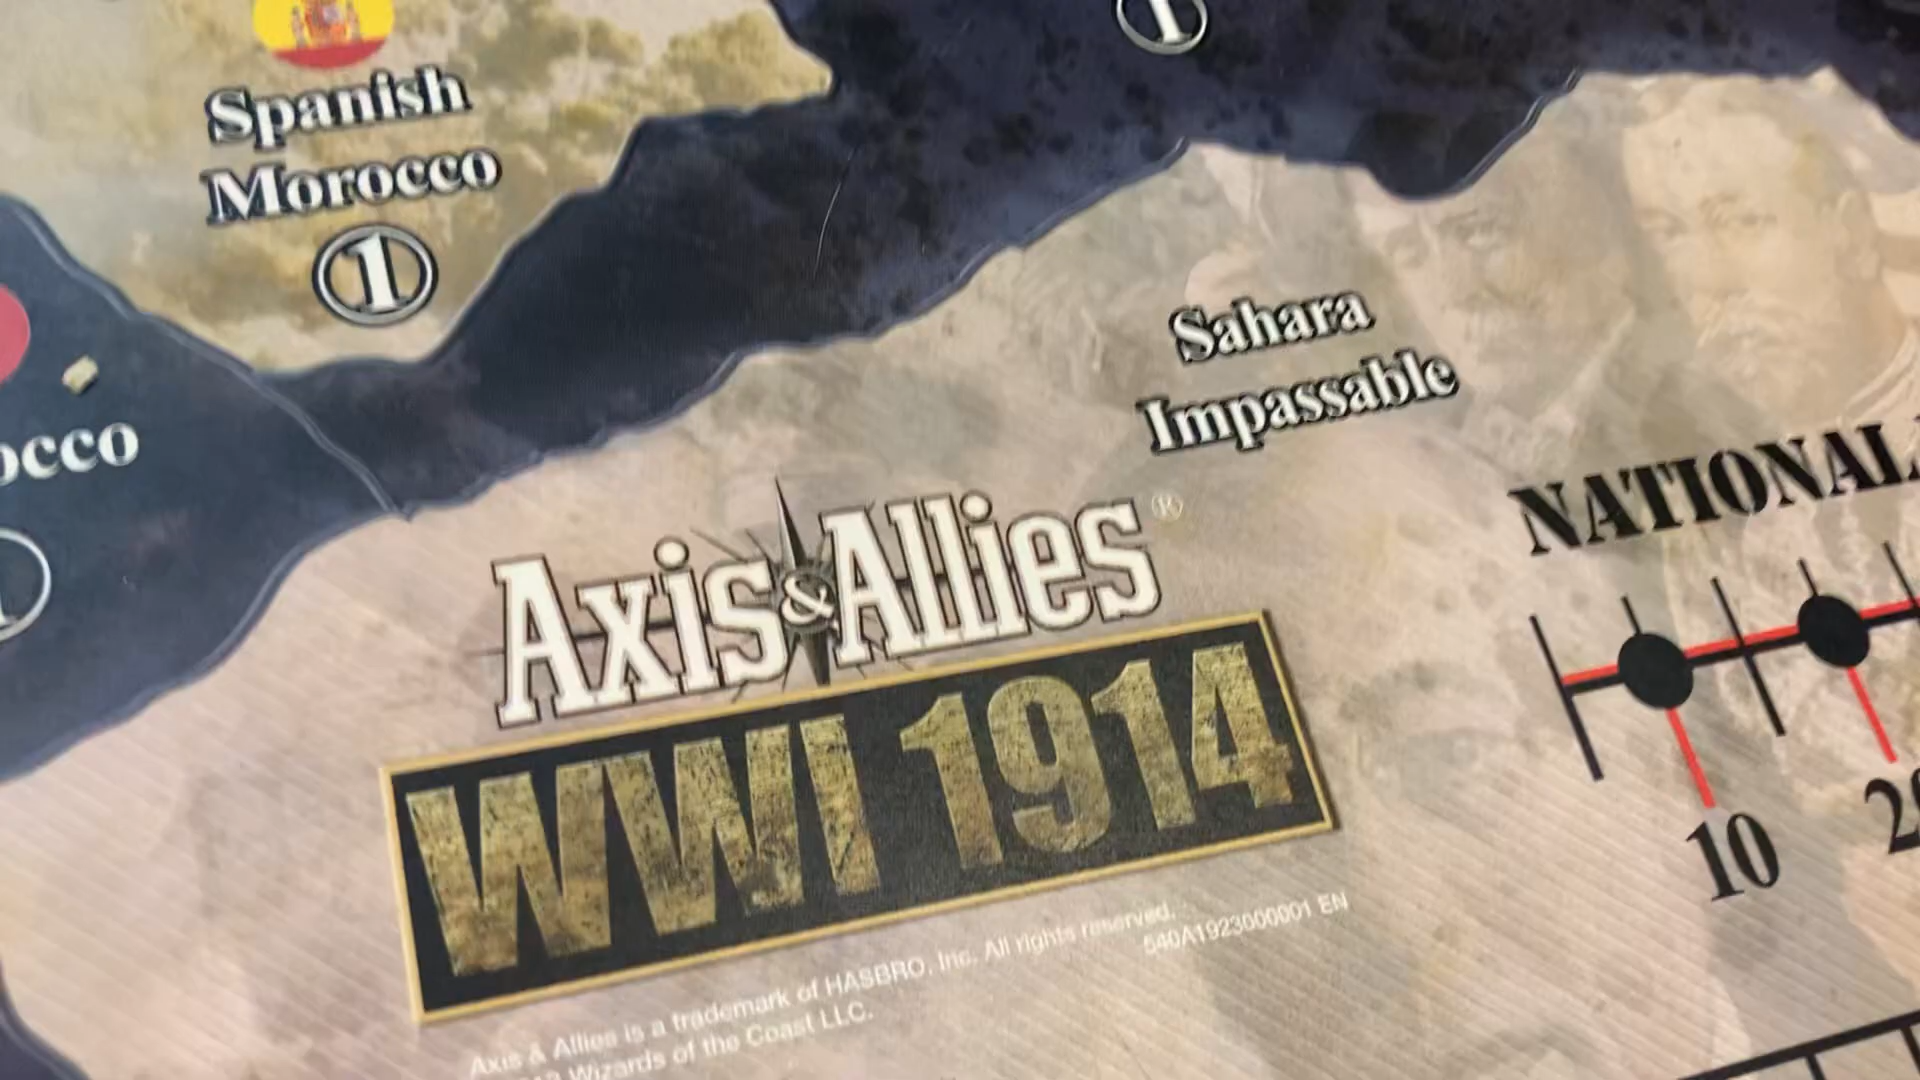 1
Spanish
Morocco
1
Sahara
Impassable
NATIONAL
Axis & Allies ®
WWI 1914
10
Axis & Allies is a trademark of HASBRO, Inc. All rights reserved.
Wizards of the Coast LLC.
540A1923000001 EN